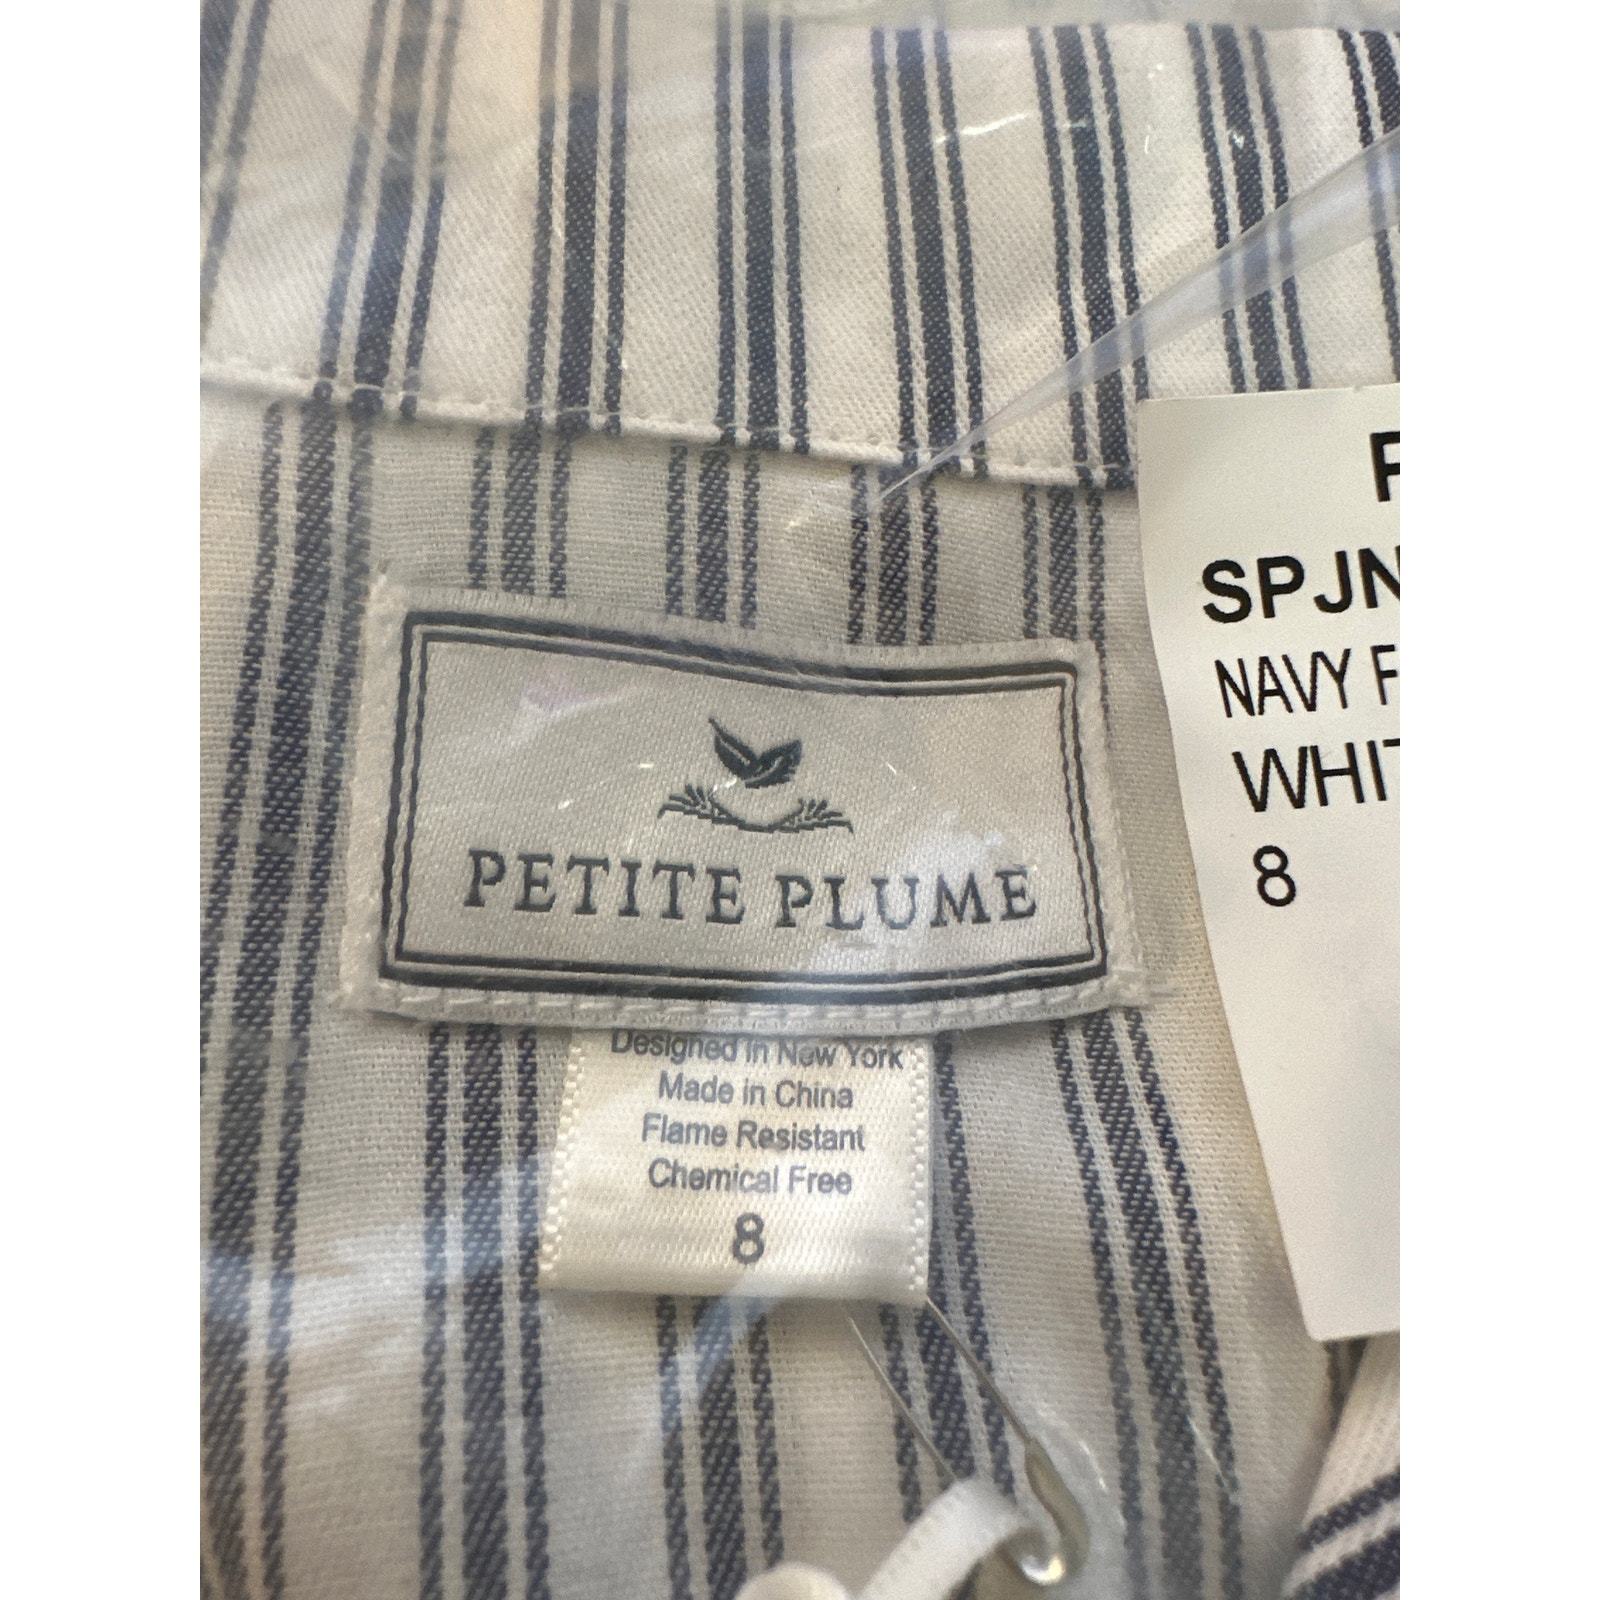 PETITE PLUME
Designed in New York
Made in China
Flame Resistant
Chemical Free
8
SPJN
NAVY F
WHIT
8